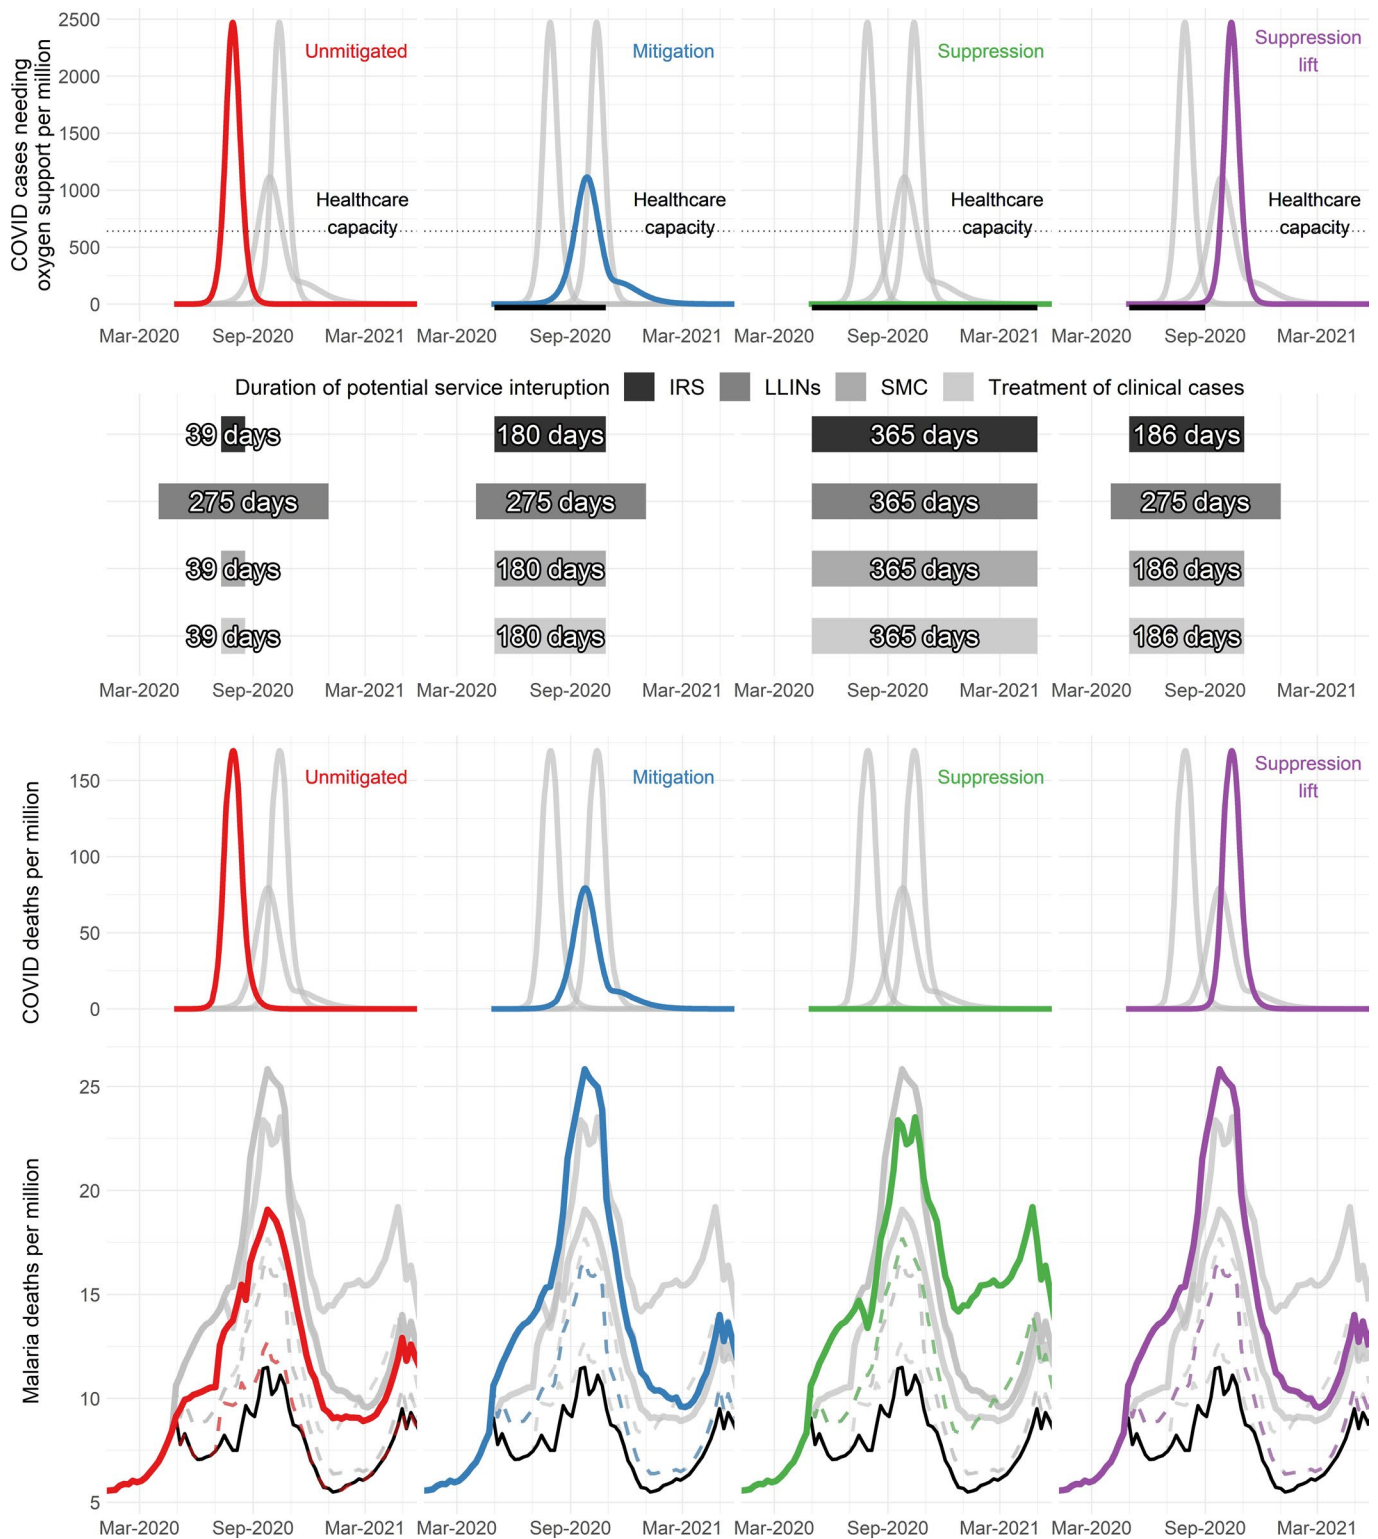 COVID cases needing
oxygen support per million
2500
2000
1500
1000
500
0
Unmitigated
Healthcare
capacity
Mitigation
Healthcare
capacity
Suppression
Healthcare
capacity
Suppression
lift
Healthcare
capacity
Mar-2020 Sep-2020 Mar-2021 Mar-2020 Sep-2020 Mar-2021 Mar-2020 Sep-2020 Mar-2021 Mar-2020 Sep-2020 Mar-2021
Duration of potential service interuption IRS LLINs SMC Treatment of clinical cases
39 days 180 days 365 days 186 days
275 days 275 days 365 days 275 days
39 days 180 days 365 days 186 days
39 days 180 days 365 days 186 days
Mar-2020 Sep-2020 Mar-2021 Mar-2020 Sep-2020 Mar-2021 Mar-2020 Sep-2020 Mar-2021 Mar-2020 Sep-2020 Mar-2021
COVID deaths per million
150
100
50
0
Unmitigated
Mitigation
Suppression
Suppression
lift
Malaria deaths per million
25
20
15
10
5
Mar-2020 Sep-2020 Mar-2021 Mar-2020 Sep-2020 Mar-2021 Mar-2020 Sep-2020 Mar-2021 Mar-2020 Sep-2020 Mar-2021